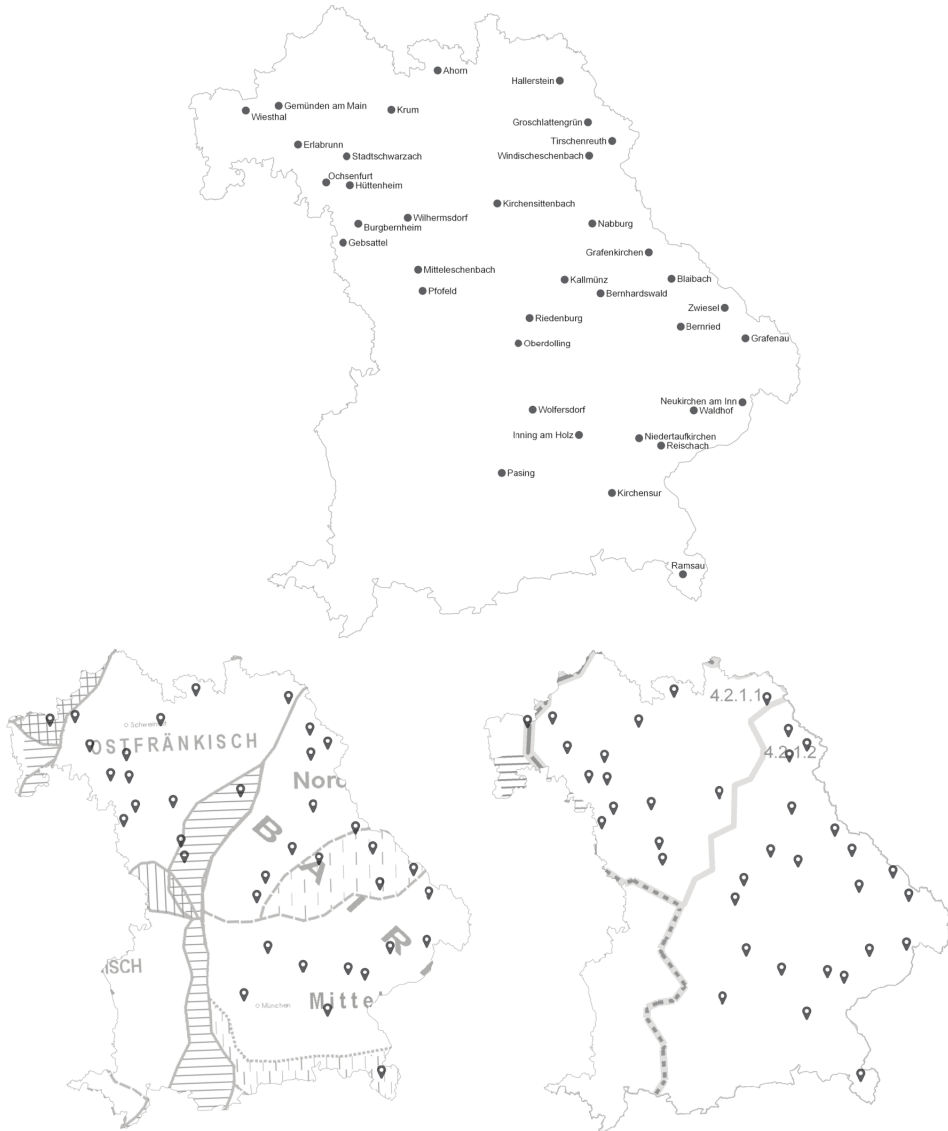 Ahorn
Hallerstein
Gemünden am Main
Wiesthal
Krum
Groschlattengrün
Tirschenreuth
Windischeschenbach
Erlabrunn
Stadtschwarzach
Ochsenfurt
Hüttenheim
Kirchensittenbach
Wilhermsdorf
Burgbernheim
Nabburg
Gebsattel
Grafenkirchen
Mitteleschenbach
Kallmünz
Blaibach
Pfofeld
Bernhardswald
Zwiesel
Riedenburg
Bernried
Grafenau
Oberdolling
Neukirchen am Inn
Wolfersdorf
Waldhof
Inning am Holz
Niedertaufkirchen
Reischach
Pasing
Kirchensur
Ramsau
OSTFRÄNKISCH
Nord
BAIR
ISCH
München
Mitte
4.2.1.1
4.2.1.2